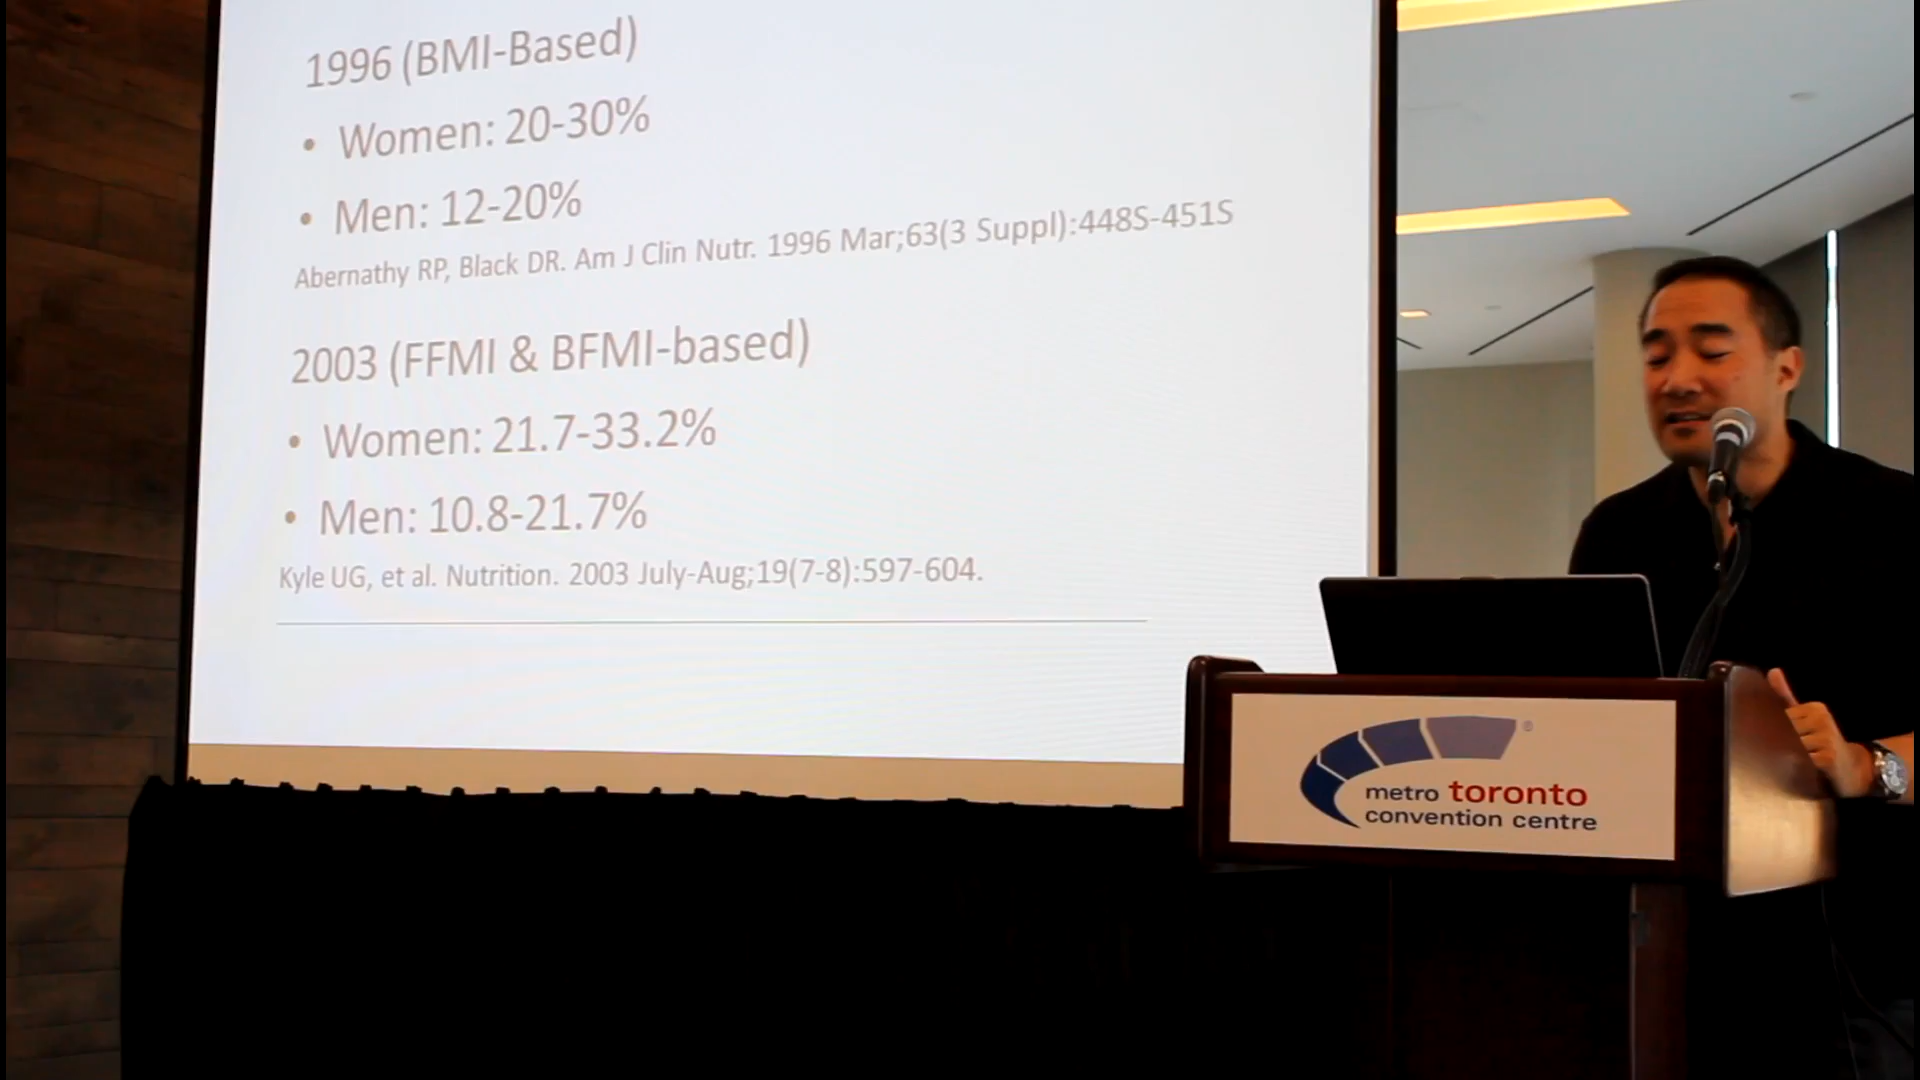 1996 (BMI-Based)
• Women: 20-30%
• Men: 12-20%
Abernathy RP, Black DR. Am J Clin Nutr. 1996 Mar;63(3 Suppl):448S-451S
2003 (FFMI & BFMI-based)
• Women: 21.7-33.2%
• Men: 10.8-21.7%
Kyle UG, et al. Nutrition. 2003 July-Aug;19(7-8):597-604.
®
metro toronto
convention centre